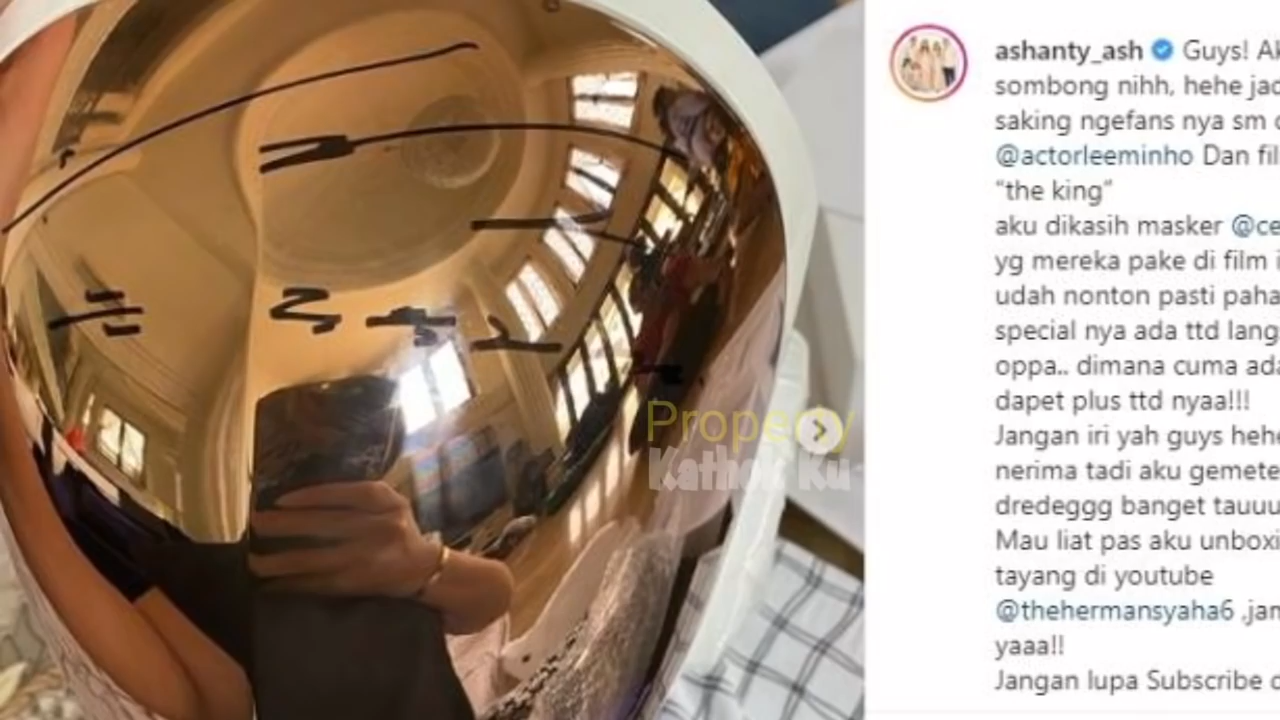 ashanty_ash Guys! Ak
sombong nihh, hehe jad
saking ngefans nya sm
@actorleeminho Dan fil
"the king"
aku dikasih masker @ce
yg mereka pake di film i
udah nonton pasti paha
special nya ada ttd lang
oppa.. dimana cuma ada
dapet plus ttd nyaa!!!
Jangan iri yah guys hehe
nerima tadi aku gemete
dredeggg banget tauuu
Mau liat pas aku unboxi
tayang di youtube
@thehermansyaha6 ,jan
yaaa!!
Jangan lupa Subscribe
Property
Kathok Ku